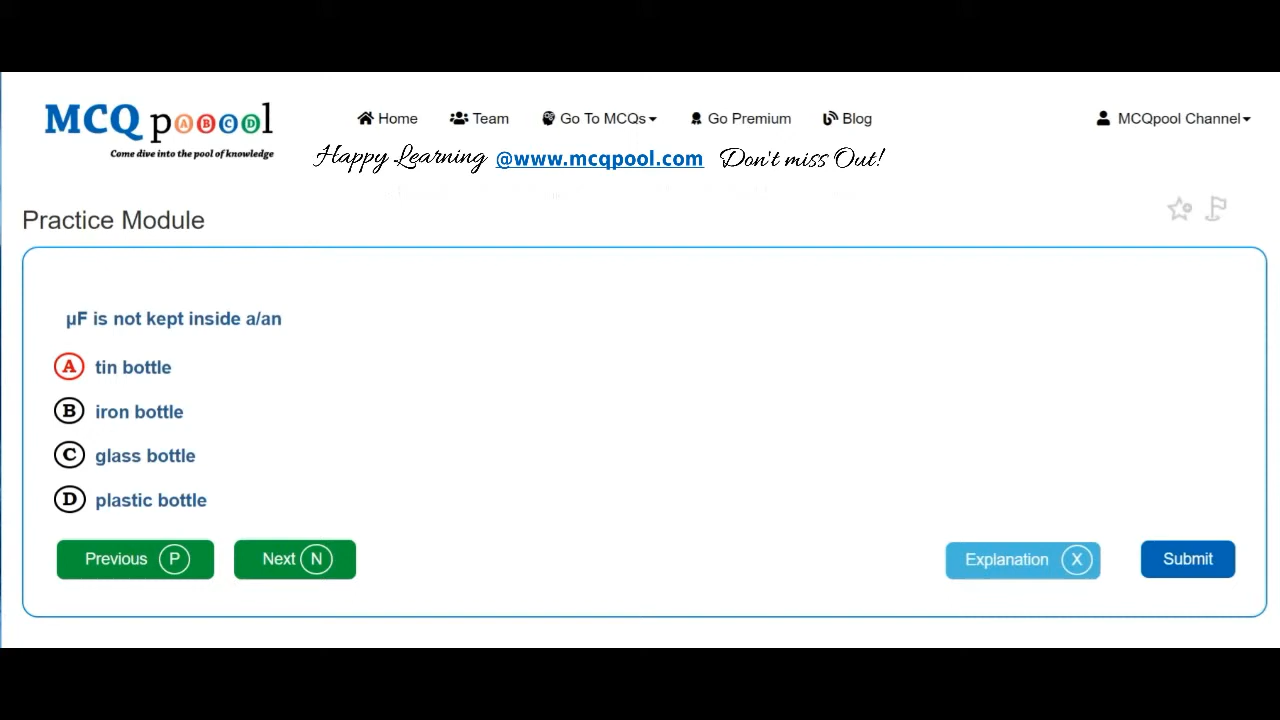 MCQ pooool
Come dive into the pool of knowledge
Home Team Go To MCQs Go Premium Blog MCQpool Channel
Happy Learning @www.mcqpool.com Don't miss Out!
Practice Module
µF is not kept inside a/an
A tin bottle
B iron bottle
C glass bottle
D plastic bottle
Previous P Next N Explanation X Submit